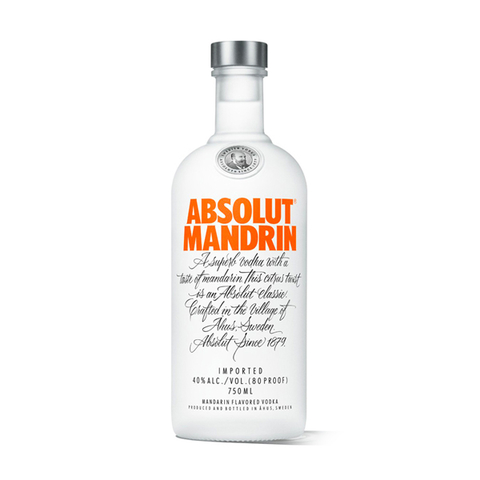 ABSOLUT
MANDRIN
A superb vodka with a
taste of mandarin. This citrus twist
is an Absolut classic.
Crafted in the village of
Åhus, Sweden.
Absolut Since 1879.
IMPORTED
40% ALC./VOL. (80 PROOF)
750 ML
MANDARIN FLAVORED VODKA
PRODUCED AND BOTTLED IN ÅHUS, SWEDEN